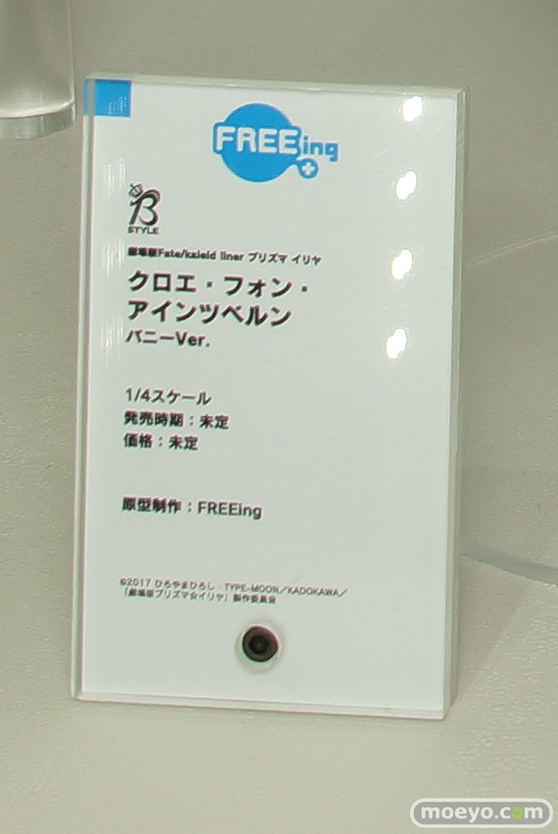 FREEing
B
STYLE
劇場版Fate/kaleid liner プリズマ イリヤ
クロエ・フォン・
アインツベルン
バニーVer.
1/4スケール
発売時期：未定
価格：未定
原型制作：FREEing
©2017 ひろやまひろし・TYPE-MOON／KADOKAWA／
「劇場版プリズマ☆イリヤ」製作委員会
moeyo.com